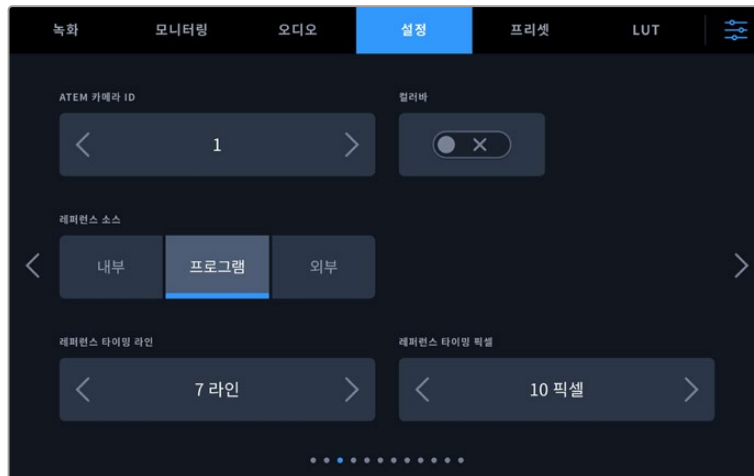 녹화 모니터링 오디오 설정 프리셋 LUT
ATEM 카메라 ID 컬러바
1
레퍼런스 소스
내부 프로그램 외부
레퍼런스 타이밍 라인 레퍼런스 타이밍 픽셀
7 라인 10 픽셀